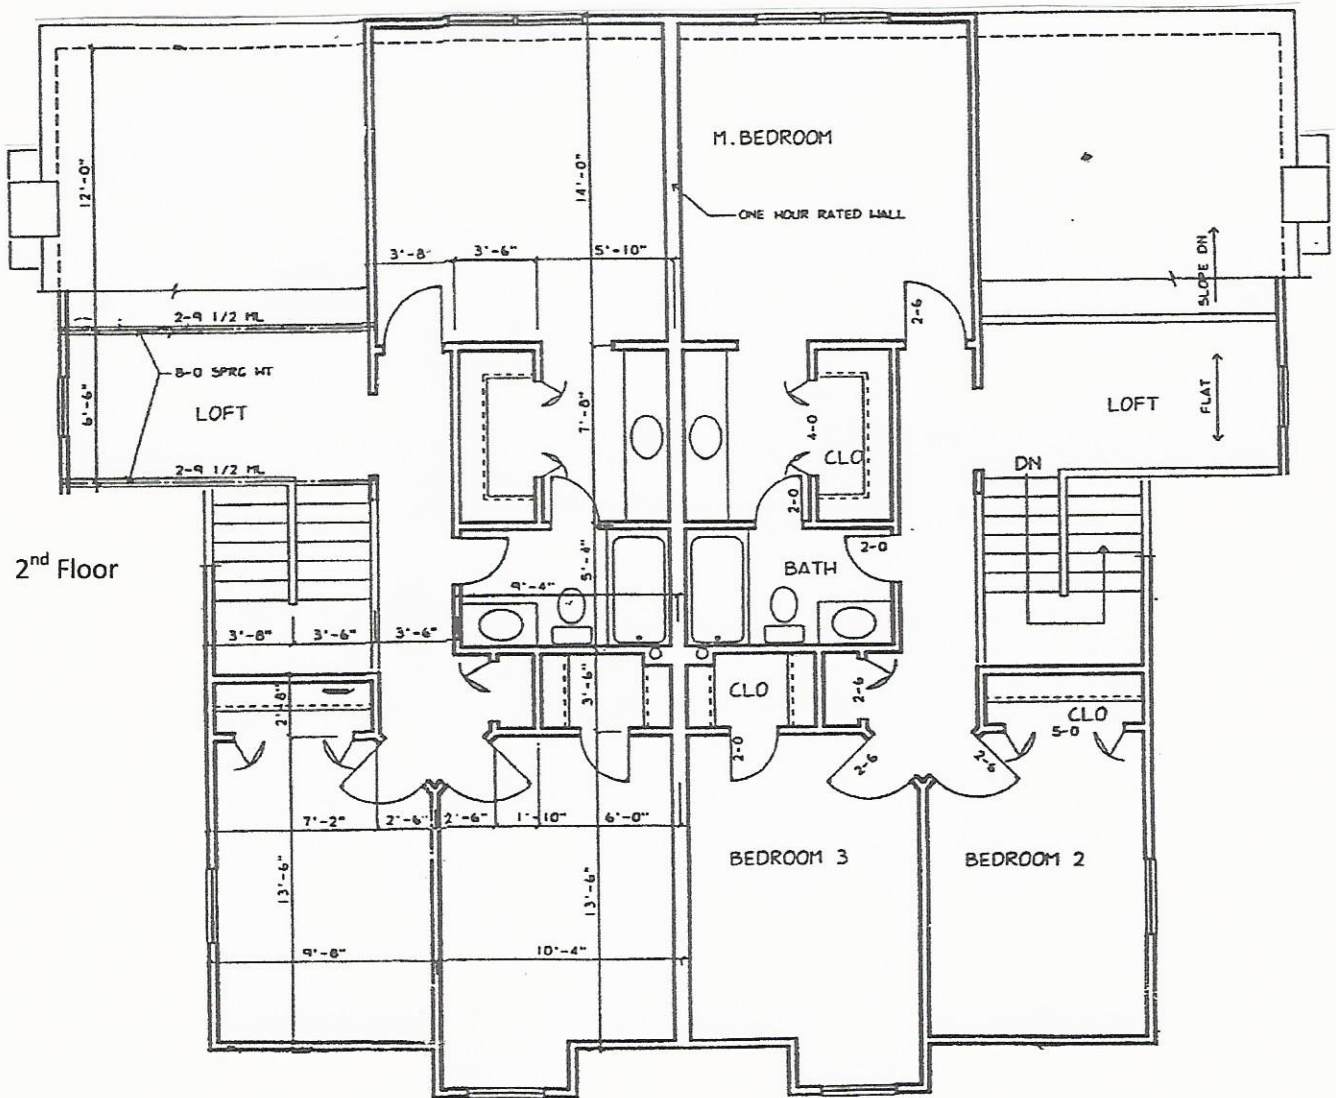 M. BEDROOM
12'-0"
14'-0"
ONE HOUR RATED WALL
3'-8
3'-6"
5'-10"
SLOPE DN
2-9 1/2 ML
2-6
8-0 SPRG HT
6'-6"
LOFT
7'-8"
4-0
CLO
LOFT
FLAT
2-9 1/2 ML
DN
2-0
2-0
2nd Floor
5'-4"
9'-4"
BATH
3'-8"
3'-6"
3'-6"
2'-8"
3'-6"
CLO
2-6
CLO
5-0
2-0
2-6
2-6
7'-2"
2'-6"
2'-6"
1'-10"
6'-0"
13'-6"
13'-6"
BEDROOM 3
BEDROOM 2
9'-8"
10'-4"